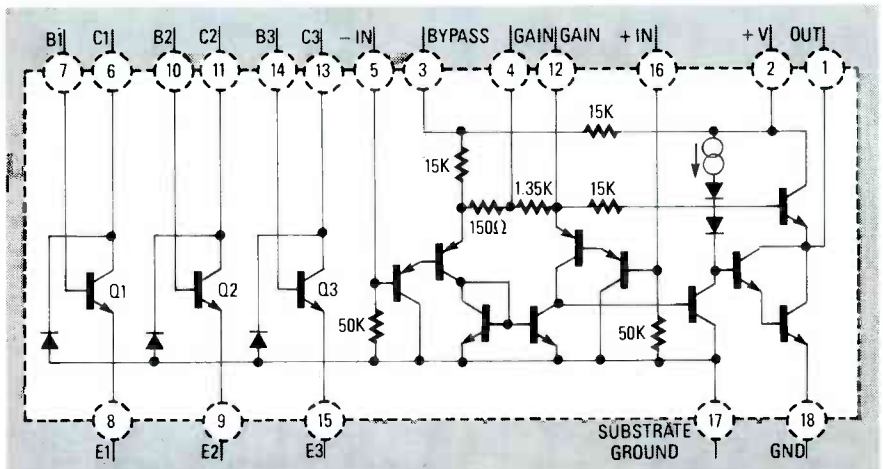 B1 C1 B2 C2 B3 C3 – IN BYPASS GAIN GAIN + IN + V OUT
7 6 10 11 14 13 5 3 4 12 16 2 1
15K
15K 1.35K 15K
150Ω
Q1 Q2 Q3
50K 50K
8 9 15 17 18
E1 E2 E3 SUBSTRATE GROUND GND